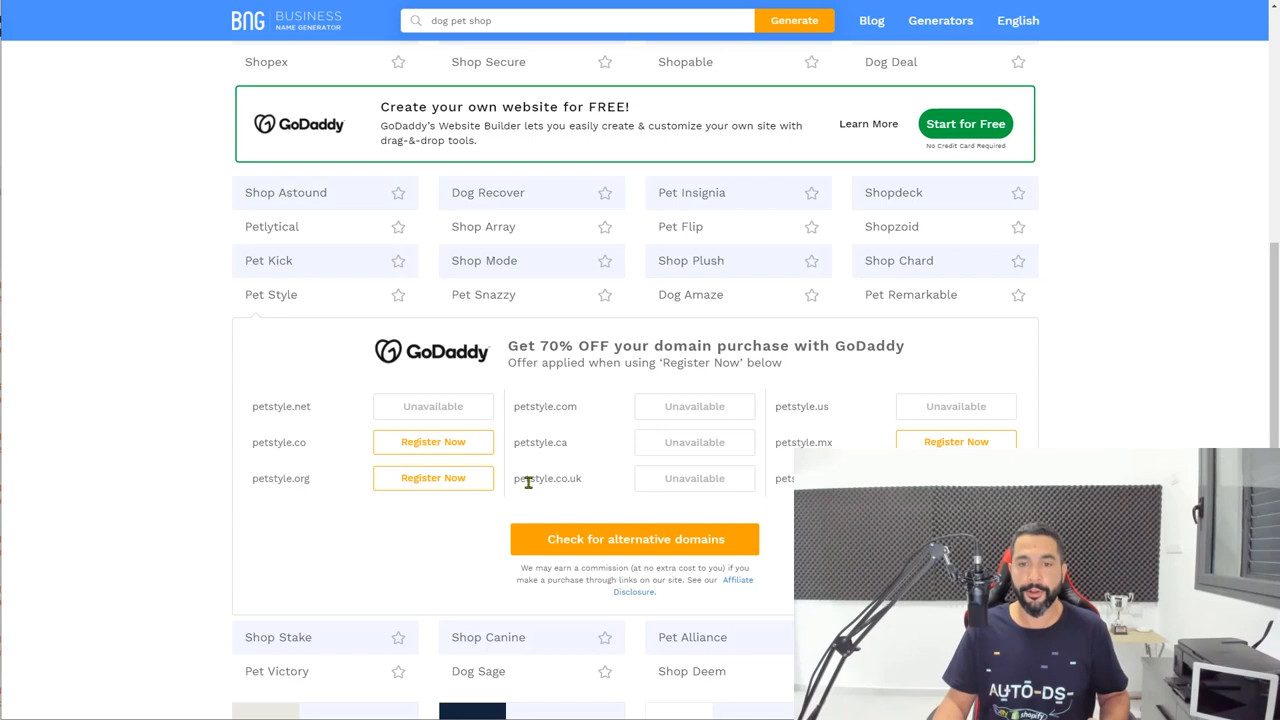 BNG BUSINESS
NAME GENERATOR
dog pet shop
Generate
Blog
Generators
English
Shopex
Shop Secure
Shopable
Dog Deal
GoDaddy
Create your own website for FREE!
GoDaddy's Website Builder lets you easily create & customize your own site with
drag-&-drop tools.
Learn More
Start for Free
No Credit Card Required
Shop Astound
Dog Recover
Pet Insignia
Shopdeck
Petlytical
Shop Array
Pet Flip
Shopzoid
Pet Kick
Shop Mode
Shop Plush
Shop Chard
Pet Style
Pet Snazzy
Dog Amaze
Pet Remarkable
GoDaddy
Get 70% OFF your domain purchase with GoDaddy
Offer applied when using ‘Register Now’ below
petstyle.net
Unavailable
petstyle.com
Unavailable
petstyle.us
Unavailable
petstyle.co
Register Now
petstyle.ca
Unavailable
petstyle.mx
Register Now
petstyle.org
Register Now
petstyle.co.uk
Unavailable
pets
Check for alternative domains
We may earn a commission (at no extra cost to you) if you
make a purchase through links on our site. See our Affiliate
Disclosure.
Shop Stake
Shop Canine
Pet Alliance
Pet Victory
Dog Sage
Shop Deem
AUTO-DS-
shopify